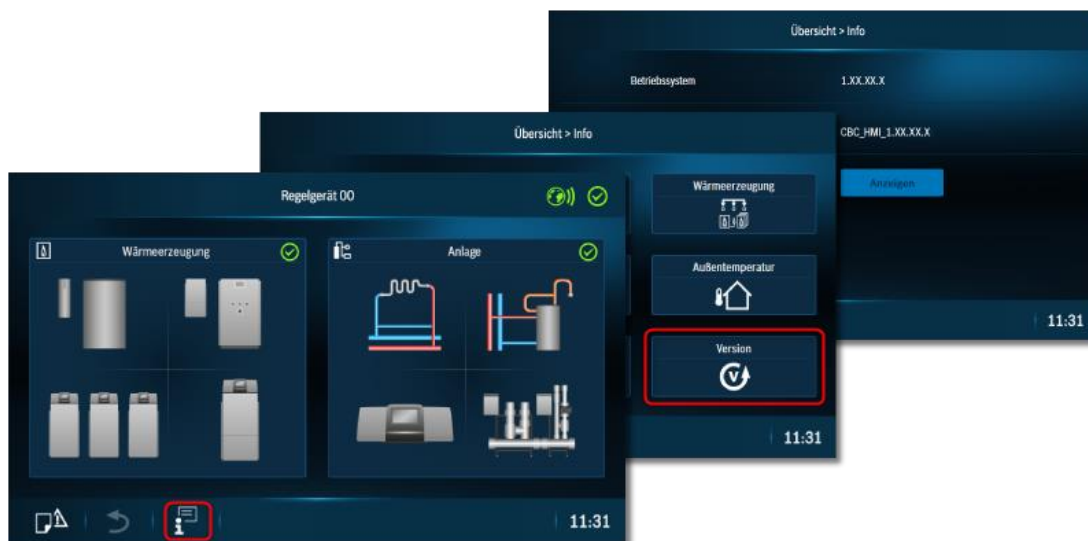 Übersicht > Info
Betriebssystem 1.XX.XX.X
CBC_HMI_1.XX.XX.X
Anzeigen
11:31
Übersicht > Info
Wärmeerzeugung
Außentemperatur
Version
V
11:31
Regelgerät 00
Wärmeerzeugung
Anlage
11:31